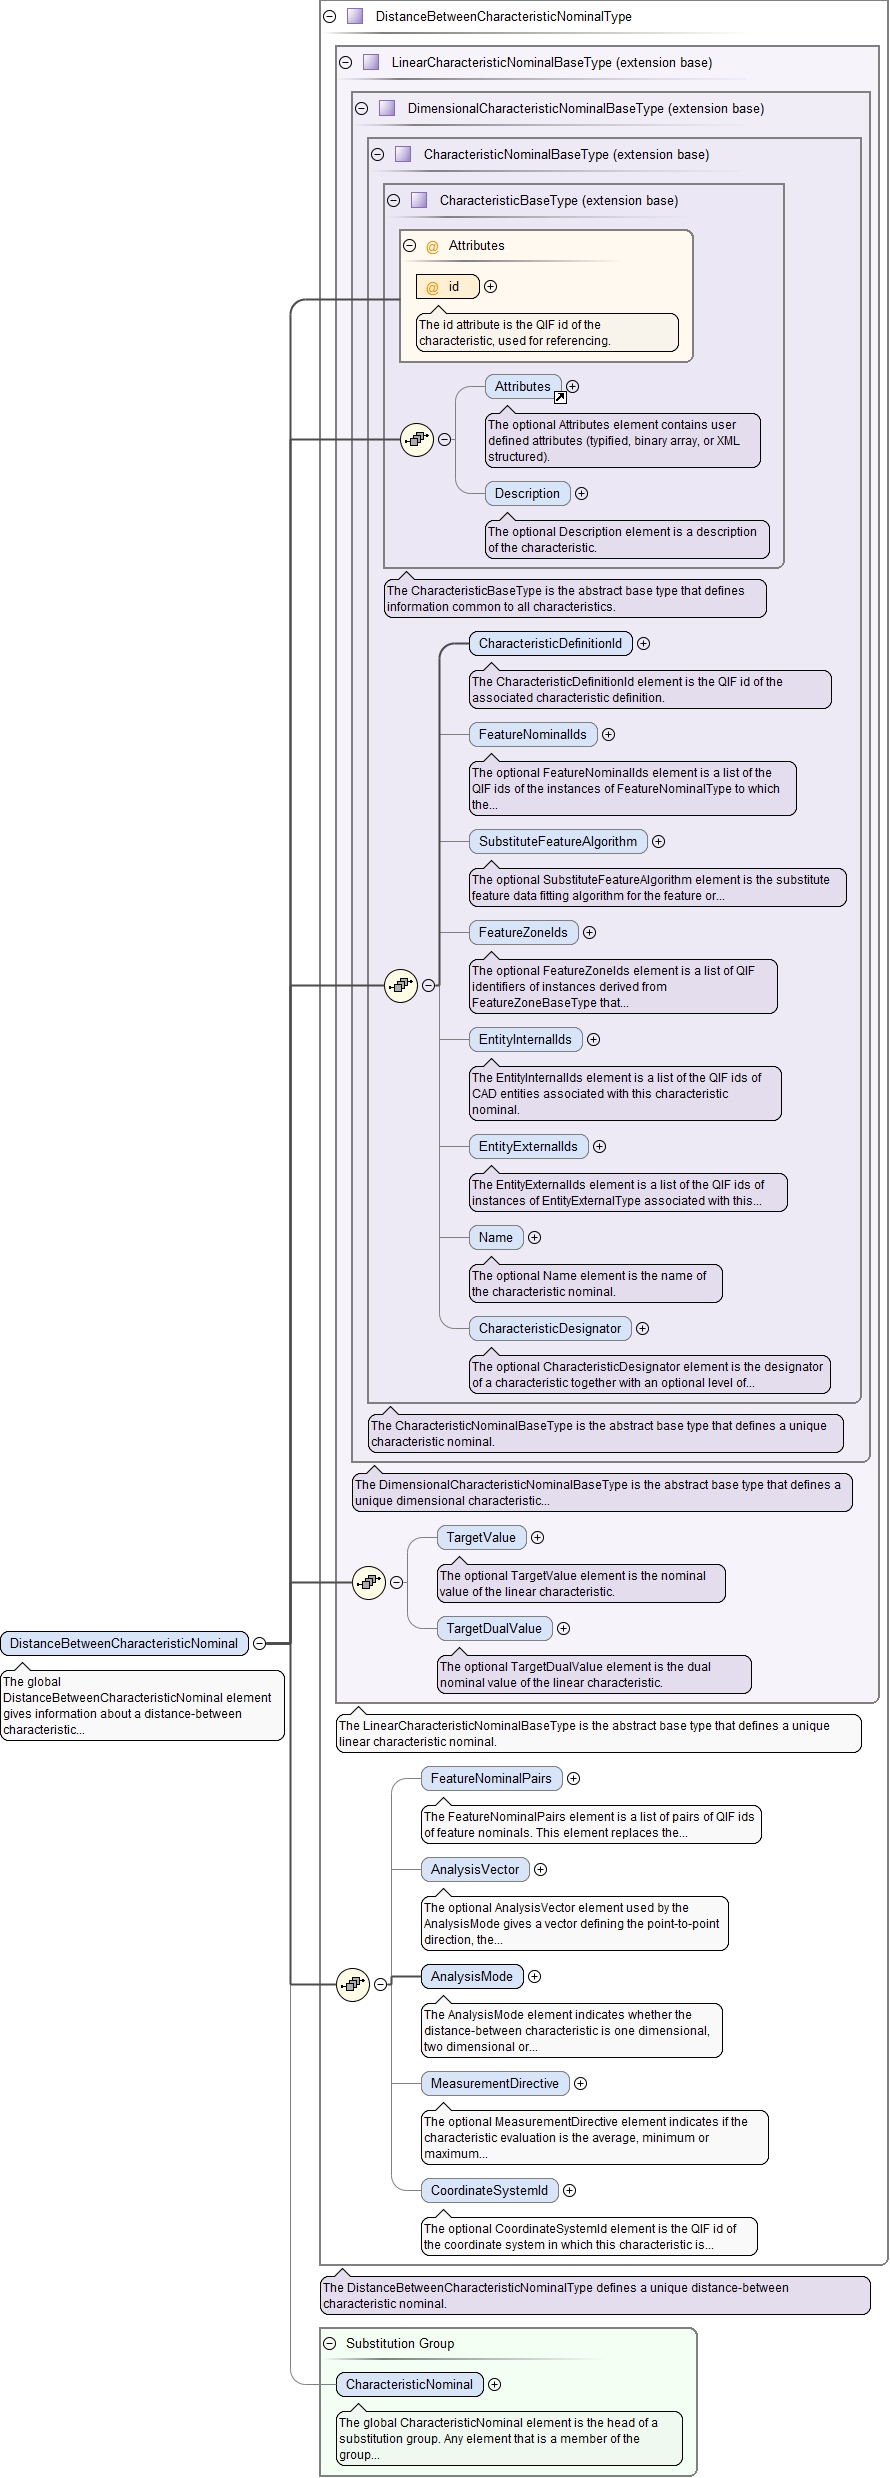 DistanceBetweenCharacteristicNominalType
LinearCharacteristicNominalBaseType (extension base)
DimensionalCharacteristicNominalBaseType (extension base)
CharacteristicNominalBaseType (extension base)
CharacteristicBaseType (extension base)
@ Attributes
@ id
The id attribute is the QIF id of the
characteristic, used for referencing.
Attributes
The optional Attributes element contains user
defined attributes (typified, binary array, or XML
structured).
Description
The optional Description element is a description
of the characteristic.
The CharacteristicBaseType is the abstract base type that defines
information common to all characteristics.
CharacteristicDefinitionId
The CharacteristicDefinitionId element is the QIF id of the
associated characteristic definition.
FeatureNominalIds
The optional FeatureNominalIds element is a list of the
QIF ids of the instances of FeatureNominalType to which
the...
SubstituteFeatureAlgorithm
The optional SubstituteFeatureAlgorithm element is the substitute
feature data fitting algorithm for the feature or...
FeatureZoneIds
The optional FeatureZoneIds element is a list of QIF
identifiers of instances derived from
FeatureZoneBaseType that...
EntityInternalIds
The EntityInternalIds element is a list of the QIF ids of
CAD entities associated with this characteristic
nominal.
EntityExternalIds
The EntityExternalIds element is a list of the QIF ids of
instances of EntityExternalType associated with this...
Name
The optional Name element is the name of
the characteristic nominal.
CharacteristicDesignator
The optional CharacteristicDesignator element is the designator
of a characteristic together with an optional level of...
The CharacteristicNominalBaseType is the abstract base type that defines a unique
characteristic nominal.
The DimensionalCharacteristicNominalBaseType is the abstract base type that defines a
unique dimensional characteristic...
TargetValue
The optional TargetValue element is the nominal
value of the linear characteristic.
TargetDualValue
The optional TargetDualValue element is the dual
nominal value of the linear characteristic.
DistanceBetweenCharacteristicNominal
The global
DistanceBetweenCharacteristicNominal element
gives information about a distance-between
characteristic...
The LinearCharacteristicNominalBaseType is the abstract base type that defines a unique
linear characteristic nominal.
FeatureNominalPairs
The FeatureNominalPairs element is a list of pairs of QIF ids
of feature nominals. This element replaces the...
AnalysisVector
The optional AnalysisVector element used by the
AnalysisMode gives a vector defining the point-to-point
direction, the...
AnalysisMode
The AnalysisMode element indicates whether the
distance-between characteristic is one dimensional,
two dimensional or...
MeasurementDirective
The optional MeasurementDirective element indicates if the
characteristic evaluation is the average, minimum or
maximum...
CoordinateSystemId
The optional CoordinateSystemId element is the QIF id of
the coordinate system in which this characteristic is...
The DistanceBetweenCharacteristicNominalType defines a unique distance-between
characteristic nominal.
Substitution Group
CharacteristicNominal
The global CharacteristicNominal element is the head of a
substitution group. Any element that is a member of the
group...